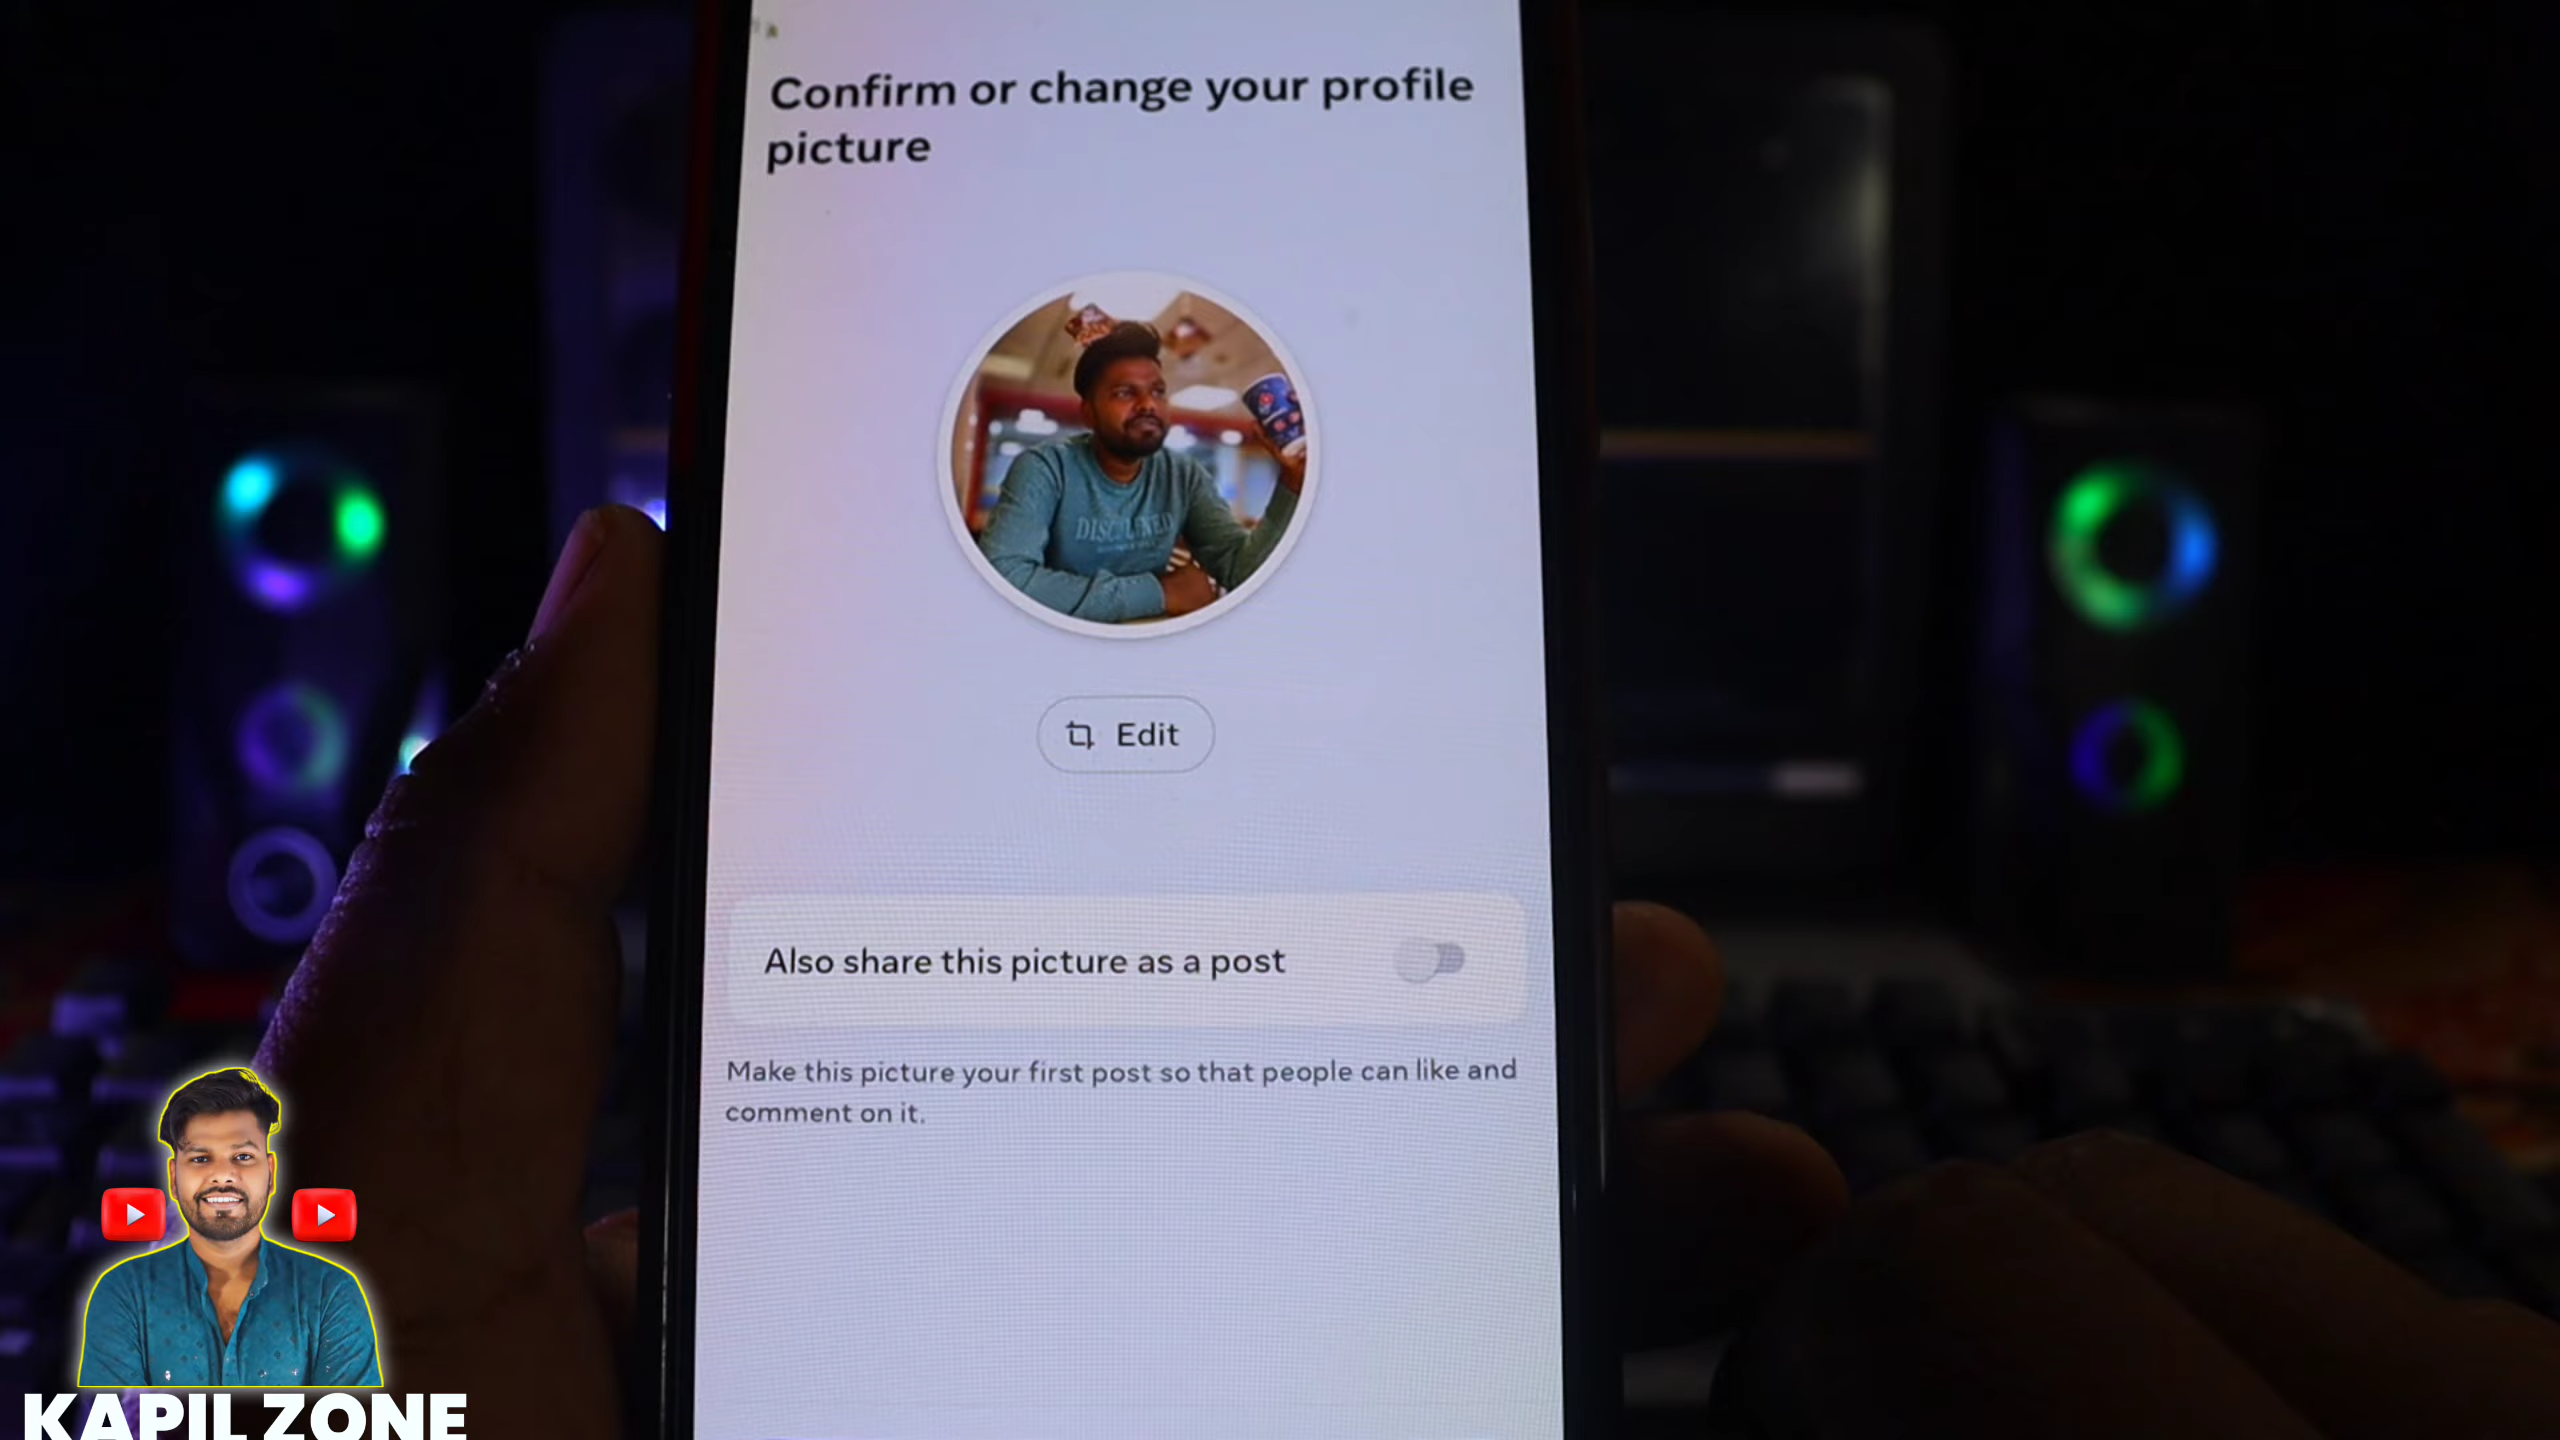 Confirm or change your profile
picture
Edit
Also share this picture as a post
Make this picture your first post so that people can like and
comment on it.
KAPIL ZONE